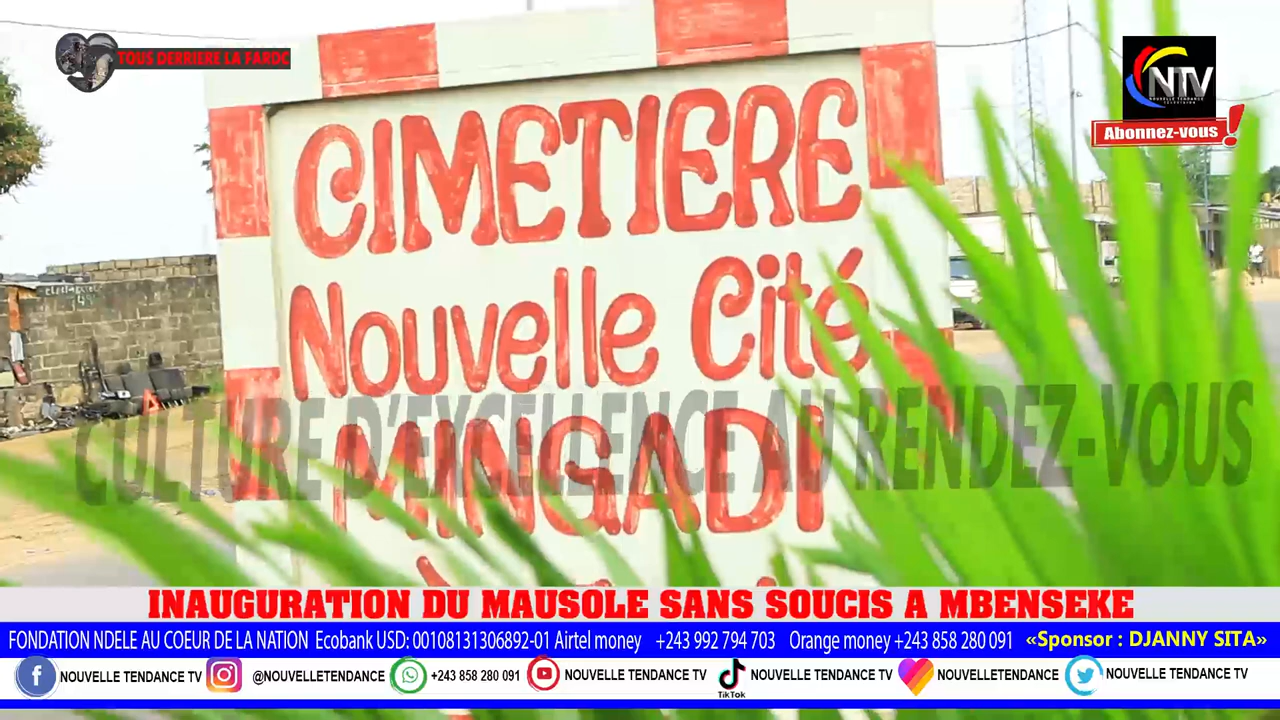 TOUS DERRIERE LA FARDC
NTV
NOUVELLE TENDANCE
TÉLÉVISION
Abonnez-vous !
CIMETIERE
Nouvelle Cité
MINGADI
CULTURE D'EXCELLENCE AU RENDEZ-VOUS
INAUGURATION DU MAUSOLE SANS SOUCIS A MBENSEKE
FONDATION NDELE AU COEUR DE LA NATION Ecobank USD: 00108131306892-01 Airtel money +243 992 794 703 Orange money +243 858 280 091 «Sponsor : DJANNY SITA»
NOUVELLE TENDANCE TV @NOUVELLETENDANCE +243 858 280 091 NOUVELLE TENDANCE TV NOUVELLE TENDANCE TV NOUVELLETENDANCE NOUVELLE TENDANCE TV
TikTok